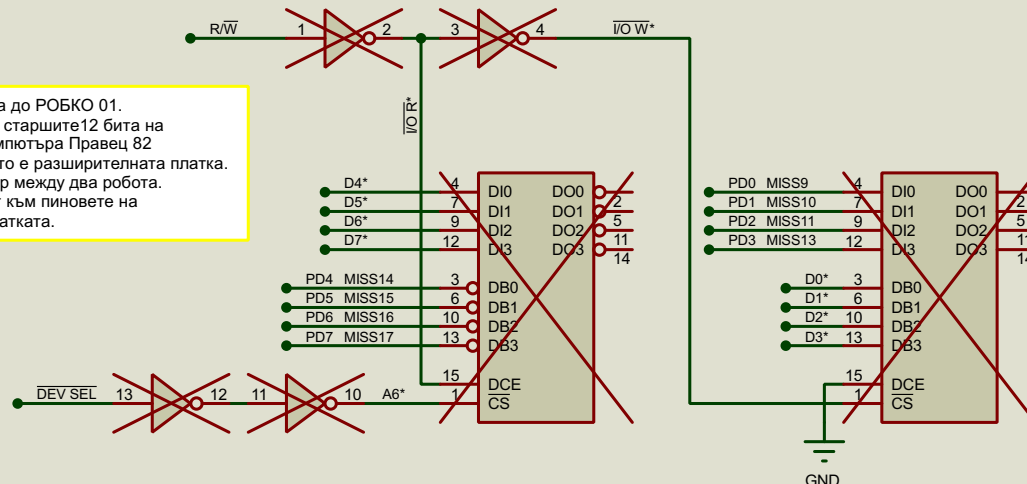 R/W 1 2 3 4 I/O W*
а до РОБКО 01.
старшите12 бита на
мпютъра Правец 82
то е разширителната платка.
р между два робота.
към пиновете на
атката.
I/O R*
D4* 4 DI0 DO0
D5* 7 DI1 DO1 2
D6* 9 DI2 DO2 5
D7* 12 DI3 DO3 11
14
PD4 MISS14 3 DB0
PD5 MISS15 6 DB1
PD6 MISS16 10 DB2
PD7 MISS17 13 DB3
15 DCE
DEV SEL 13 12 11 10 A6* 1 CS
PD0 MISS9 4 DI0 DO0
PD1 MISS10 7 DI1 DO1 2
PD2 MISS11 9 DI2 DO2 5
PD3 MISS13 12 DI3 DO3
D0* 3 DB0
D1* 6 DB1
D2* 10 DB2
D3* 13 DB3
15 DCE
1 CS
GND